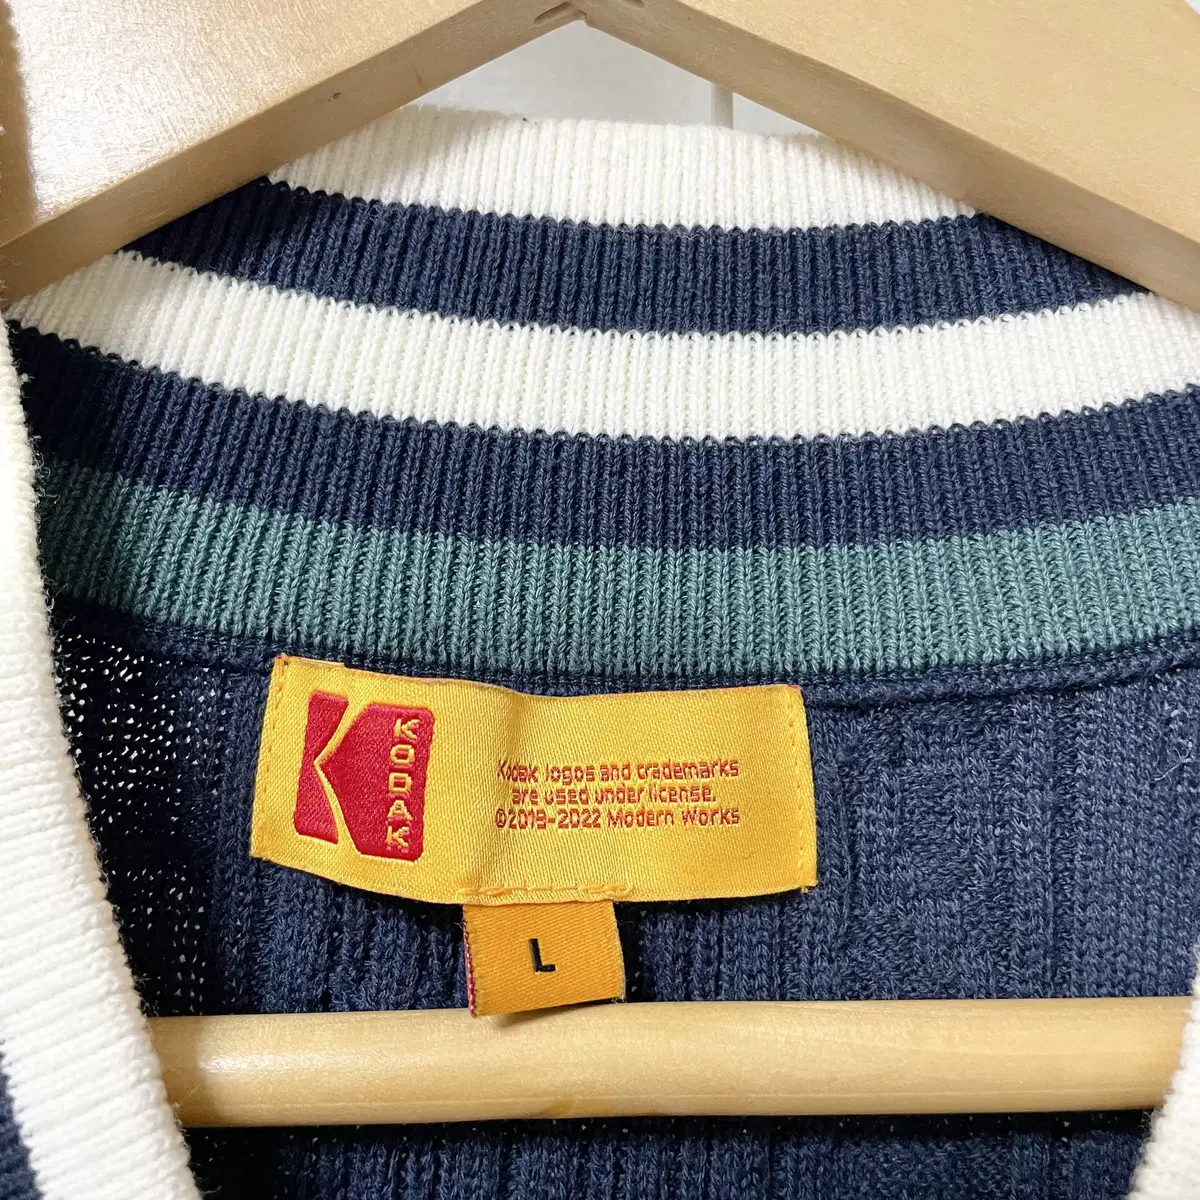 KODAK
Kodak logos and trademarks
are used under license.
©2019-2022 Modern Works
L